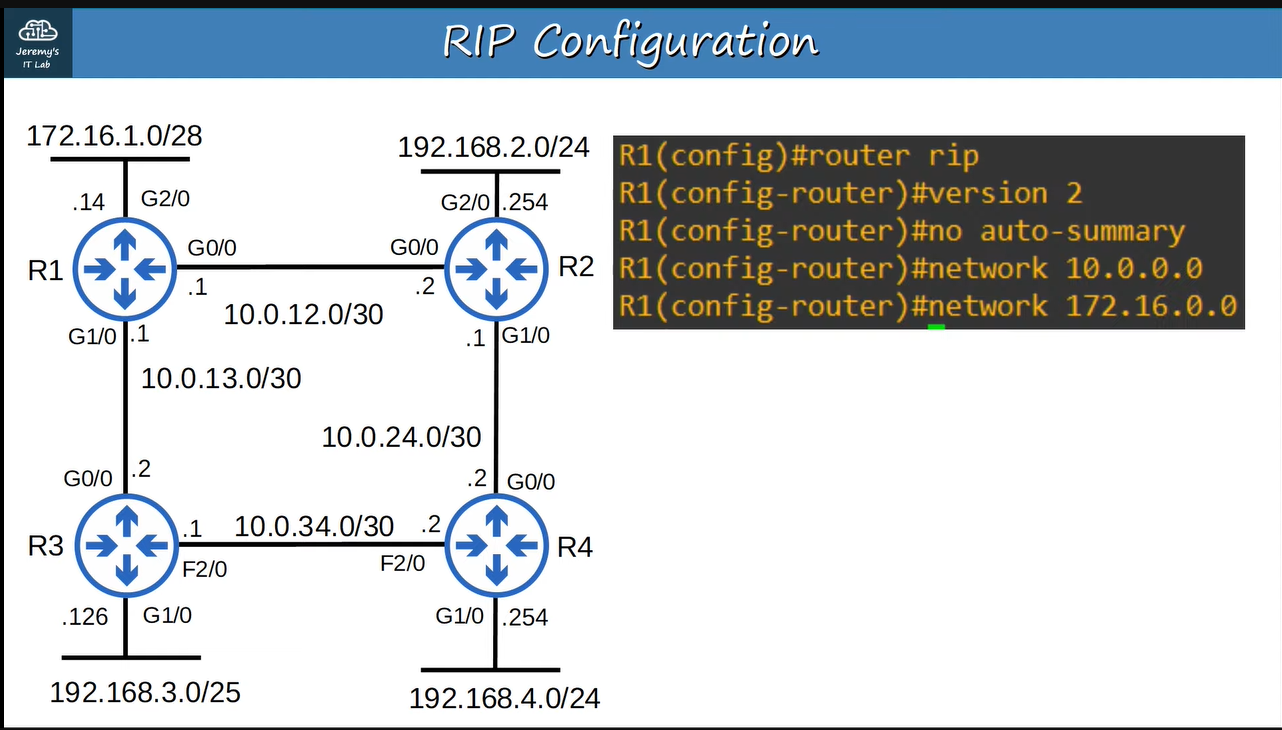 Jeremy's
IT Lab
RIP Configuration
172.16.1.0/28
192.168.2.0/24
.14 G2/0
G2/0 .254
R1
G0/0
G0/0
R2
.1
.2
10.0.12.0/30
G1/0 .1
.1 G1/0
10.0.13.0/30
10.0.24.0/30
G0/0 .2
.2 G0/0
R3
.1 10.0.34.0/30 .2
R4
F2/0
F2/0
.126 G1/0
G1/0 .254
192.168.3.0/25
192.168.4.0/24
R1(config)#router rip
R1(config-router)#version 2
R1(config-router)#no auto-summary
R1(config-router)#network 10.0.0.0
R1(config-router)#network 172.16.0.0